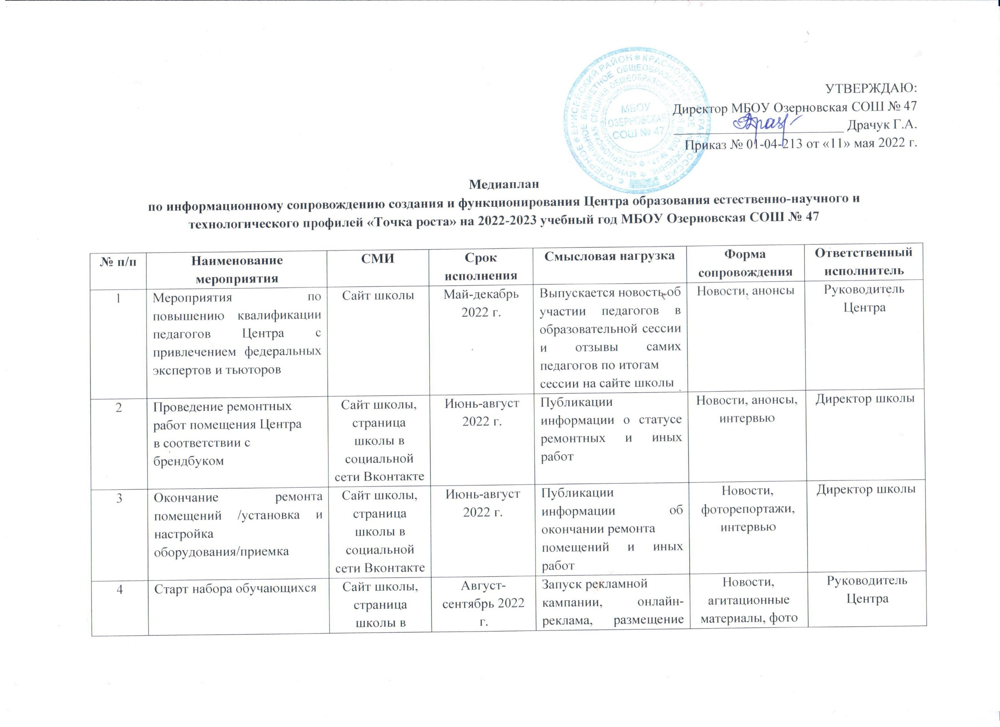 УТВЕРЖДАЮ:
Директор МБОУ Озерновская СОШ № 47
Драчук Г.А.
Приказ № 01-04-213 от «11» мая 2022 г.
МБОУ
ОЗЕРНОВСКАЯ
СОШ № 47
Медиаплан
по информационному сопровождению создания и функционирования Центра образования естественно-научного и
технологического профилей «Точка роста» на 2022-2023 учебный год МБОУ Озерновская СОШ № 47
№ п/п
Наименование
мероприятия
СМИ
Срок
исполнения
Смысловая нагрузка
Форма
сопровождения
Ответственный
исполнитель
1
Мероприятия по
повышению квалификации
педагогов Центра с
привлечением федеральных
экспертов и тьюторов
Сайт школы
Май-декабрь
2022 г.
Выпускается новость об
участии педагогов в
образовательной сессии
и отзывы самих
педагогов по итогам
сессии на сайте школы
Новости, анонсы
Руководитель
Центра
2
Проведение ремонтных
работ помещения Центра
в соответствии с
брендбуком
Сайт школы,
страница
школы в
социальной
сети Вконтакте
Июнь-август
2022 г.
Публикации
информации о статусе
ремонтных и иных
работ
Новости, анонсы,
интервью
Директор школы
3
Окончание ремонта
помещений /установка и
настройка
оборудования/приемка
Сайт школы,
страница
школы в
социальной
сети Вконтакте
Июнь-август
2022 г.
Публикации
информации об
окончании ремонта
помещений и иных
работ
Новости,
фоторепортажи,
интервью
Директор школы
4
Старт набора обучающихся
Сайт школы,
страница
школы в
Август-
сентябрь 2022
г.
Запуск рекламной
кампании, онлайн-
реклама, размещение
Новости,
агитационные
материалы, фото
Руководитель
Центра